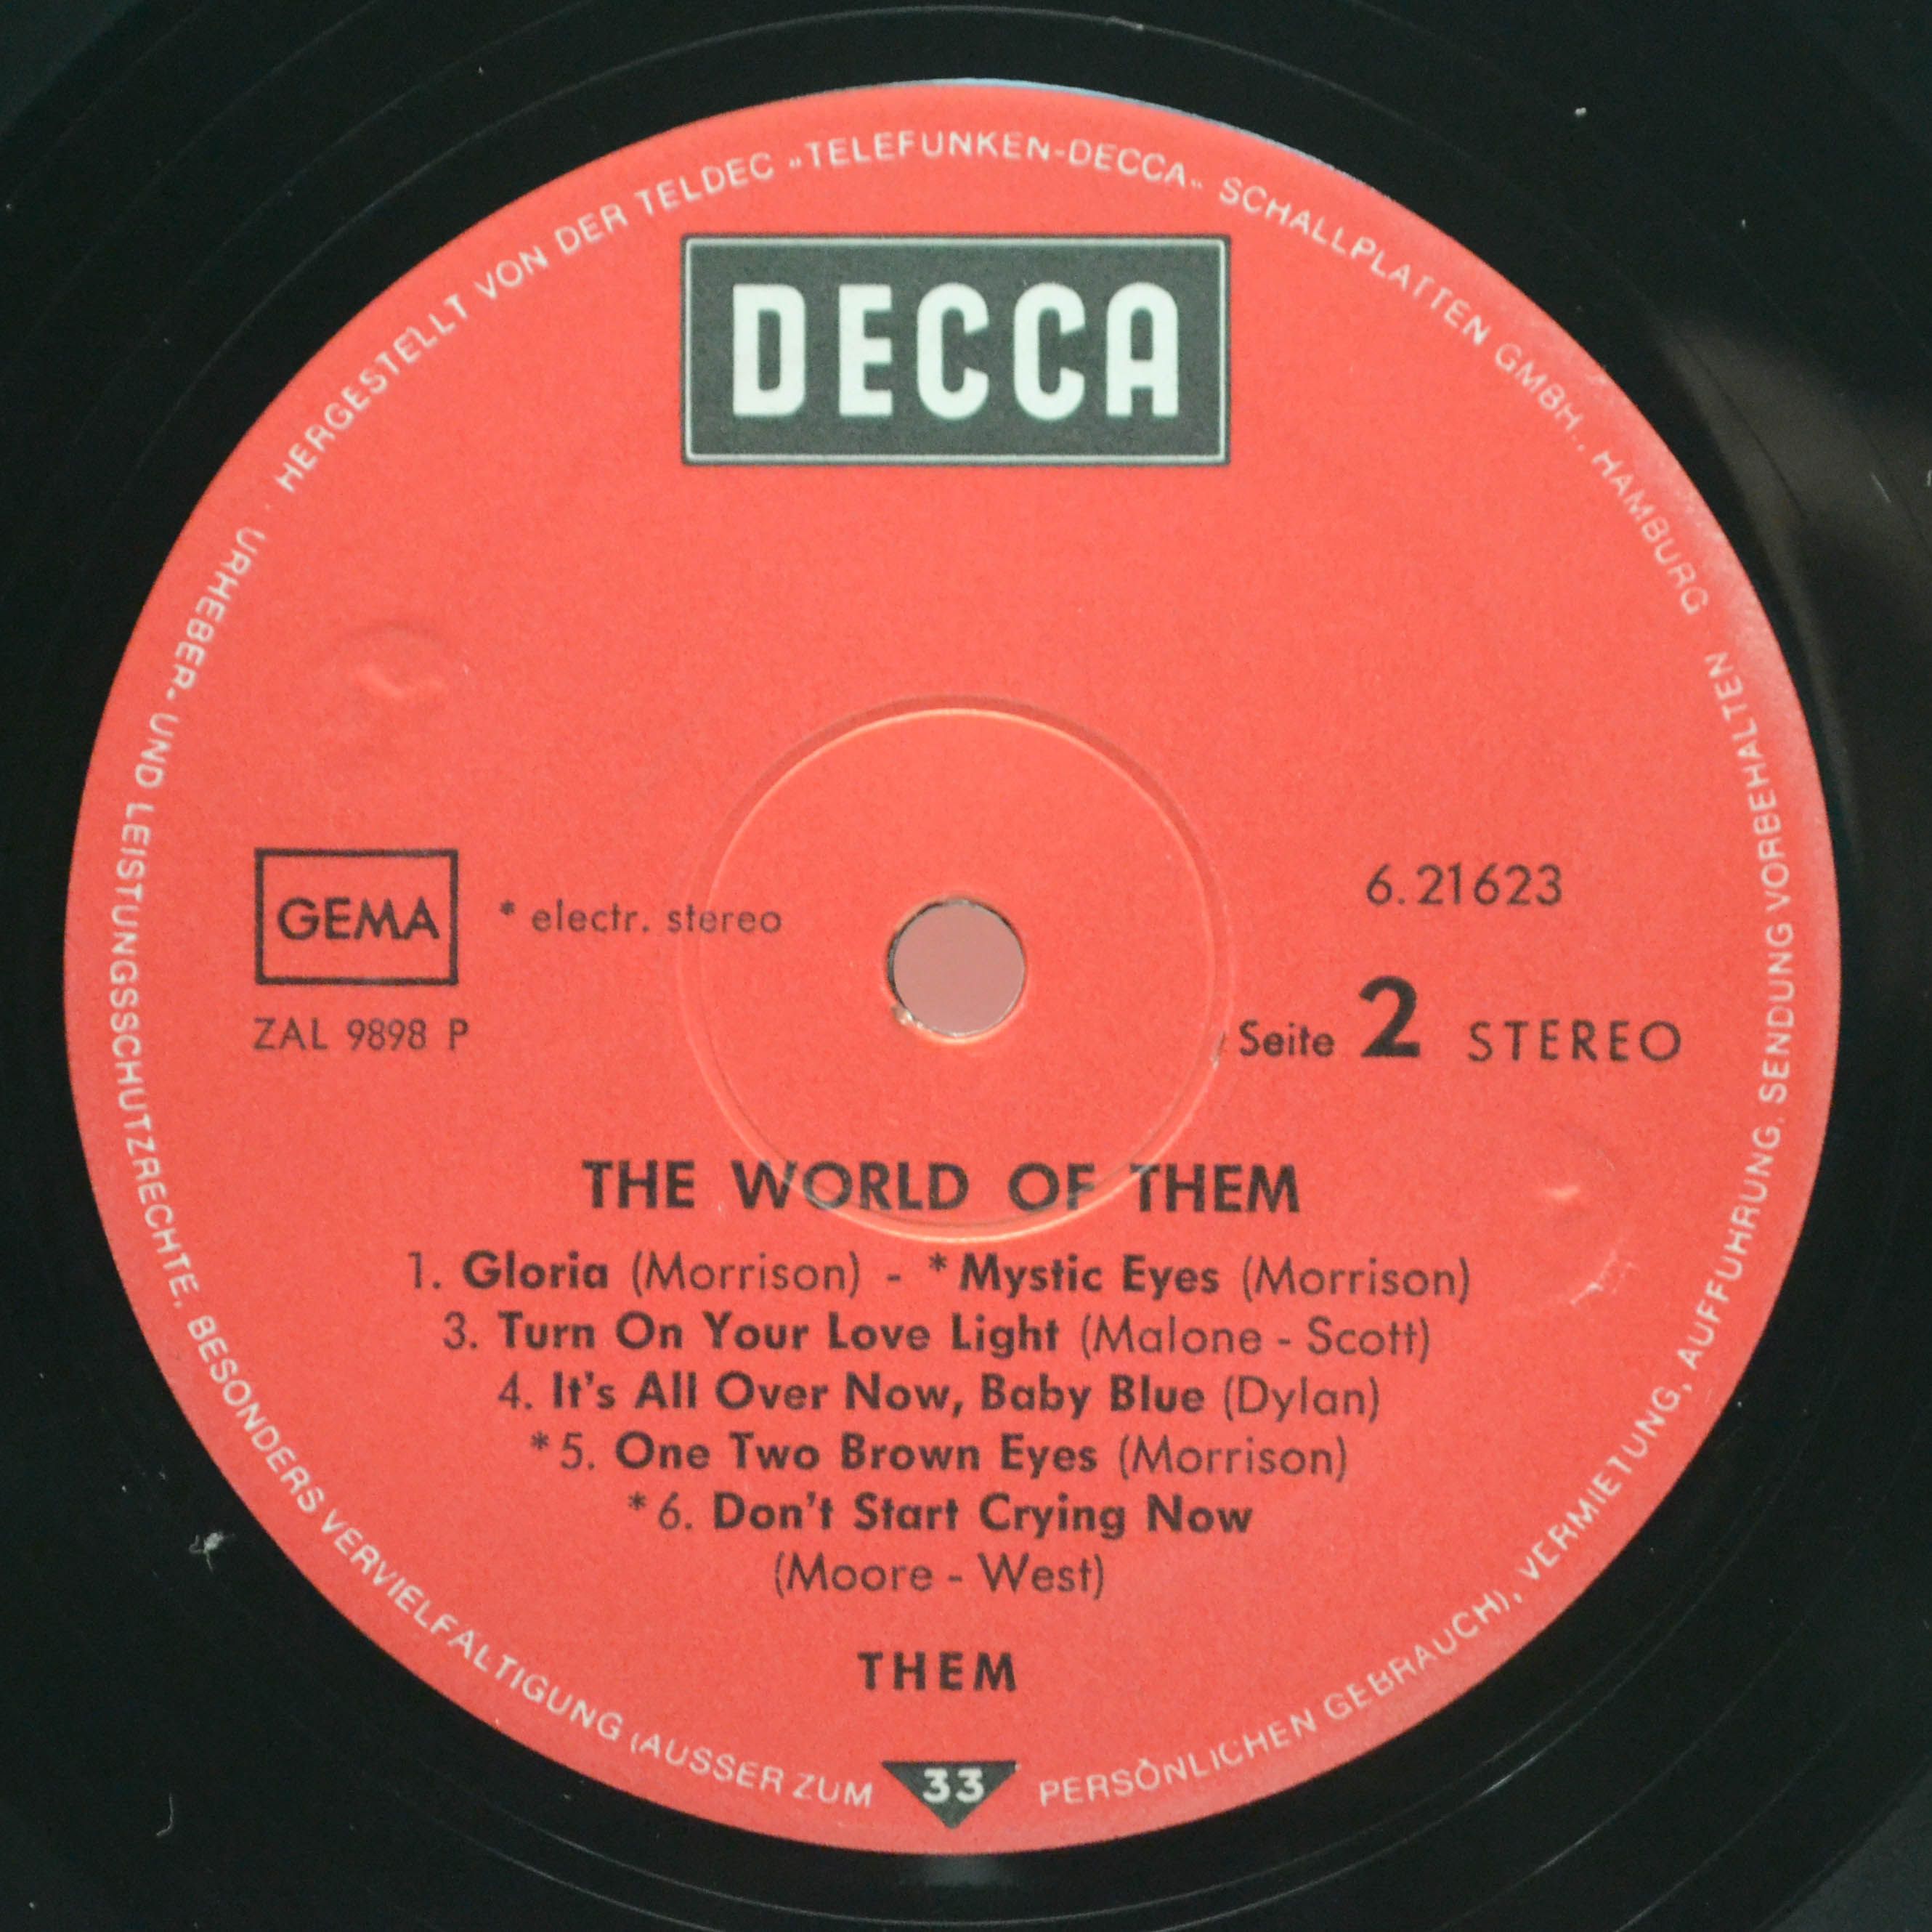 HERGESTELLT VON DER TELDEC „TELEFUNKEN-DECCA„ SCHALLPLATTEN GMBH., HAMBURG
DECCA
GEMA
* electr. stereo
6.21623
ZAL 9898 P
Seite 2 STEREO
THE WORLD OF THEM
1. Gloria (Morrison) - *Mystic Eyes (Morrison)
3. Turn On Your Love Light (Malone - Scott)
4. It's All Over Now, Baby Blue (Dylan)
*5. One Two Brown Eyes (Morrison)
*6. Don't Start Crying Now
(Moore - West)
THEM
33
URHEBER- UND LEISTUNGSSCHUTZRECHTE, BESONDERS VERVIELFALTIGUNG (AUSSER ZUM PERSÖNLICHEN GEBRAUCH), VERMIETUNG, AUFFUHRUNG, SENDUNG VORBEHALTEN